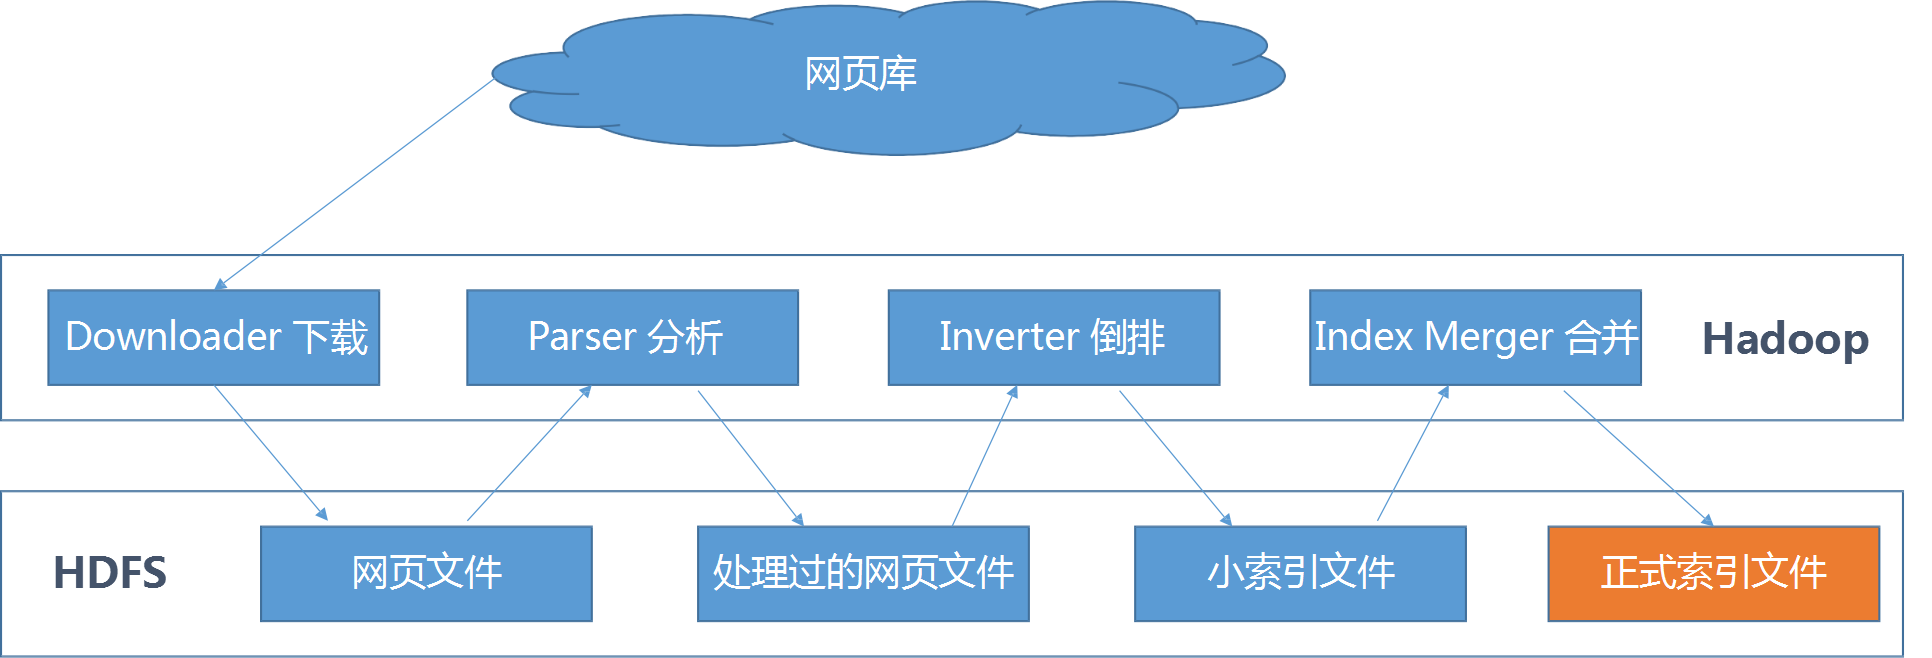 网页库
Downloader 下载
Parser 分析
Inverter 倒排
Index Merger 合并
Hadoop
HDFS
网页文件
处理过的网页文件
小索引文件
正式索引文件